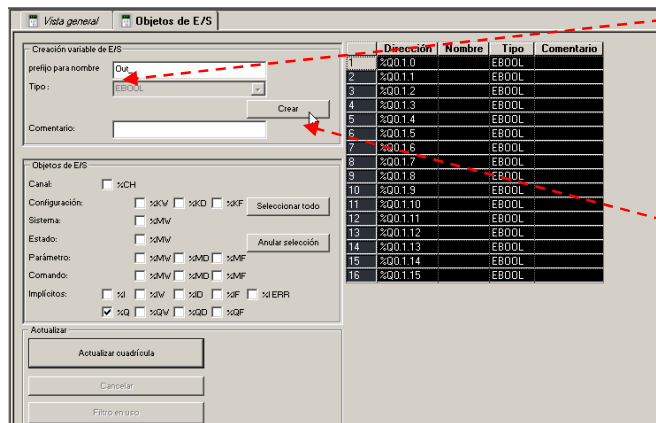 Vista general
Objetos de E/S
Creación variable de E/S
prefijo para nombre
Out_
Tipo :
EBOOL
Crear
Comentario:
Objetos de E/S
Canal:
%CH
Configuración:
%KW
%KD
%KF
Seleccionar todo
Sistema:
%MW
Estado:
%MW
Anular selección
Parámetro:
%MW
%MD
%MF
Comando:
%MW
%MD
%MF
Implícitos:
%I
%IW
%ID
%IF
%IERR
%Q
%QW
%QD
%QF
Actualizar
Actualizar cuadrícula
Cancelar
Filtro en uso
Dirección Nombre Tipo Comentario
1 %Q0.1.0 EBOOL
2 %Q0.1.1 EBOOL
3 %Q0.1.2 EBOOL
4 %Q0.1.3 EBOOL
5 %Q0.1.4 EBOOL
6 %Q0.1.5 EBOOL
7 %Q0.1.6 EBOOL
8 %Q0.1.7 EBOOL
9 %Q0.1.8 EBOOL
10 %Q0.1.9 EBOOL
11 %Q0.1.10 EBOOL
12 %Q0.1.11 EBOOL
13 %Q0.1.12 EBOOL
14 %Q0.1.13 EBOOL
15 %Q0.1.14 EBOOL
16 %Q0.1.15 EBOOL